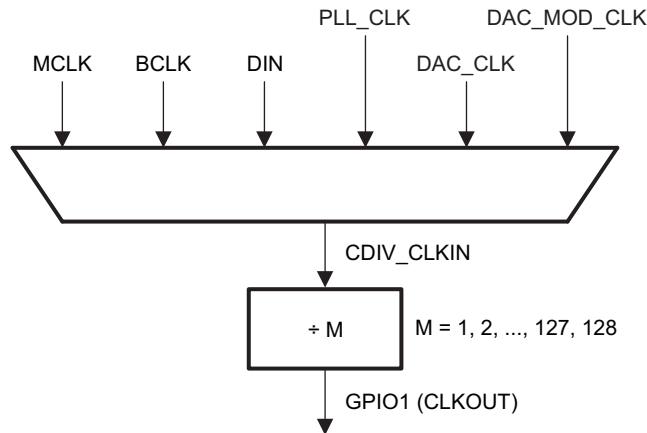 PLL_CLK DAC_MOD_CLK
MCLK BCLK DIN DAC_CLK
CDIV_CLKIN
÷ M M = 1, 2, ..., 127, 128
GPIO1 (CLKOUT)